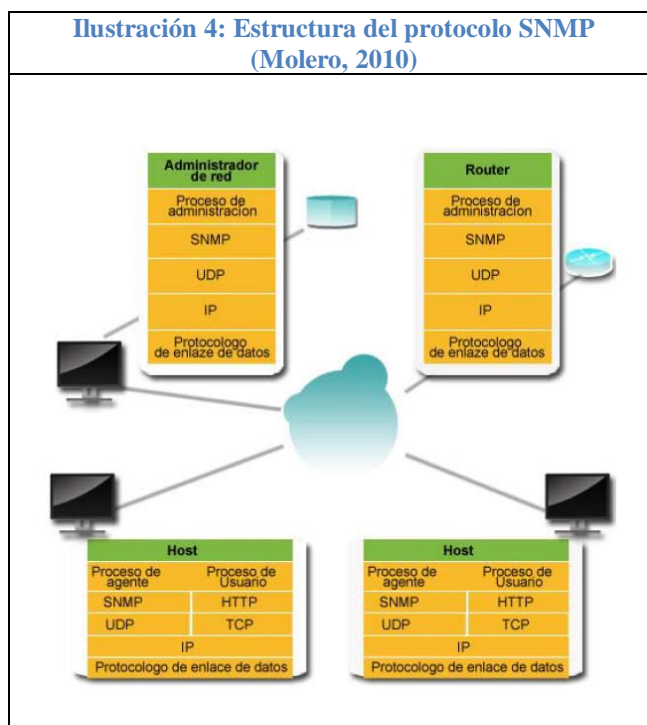 Ilustración 4: Estructura del protocolo SNMP
(Molero, 2010)
Administrador
de red
Proceso de
administracion
SNMP
UDP
IP
Protocologo
de enlaze de datos
Router
Proceso de
administracion
SNMP
UDP
IP
Protocologo
de enlaze de datos
Host
Proceso de
agente
Proceso de
Usuario
SNMP
HTTP
UDP
TCP
IP
Protocologo de enlace de datos
Host
Proceso de
agente
Proceso de
Usuario
SNMP
HTTP
UDP
TCP
IP
Protocologo de enlace de datos